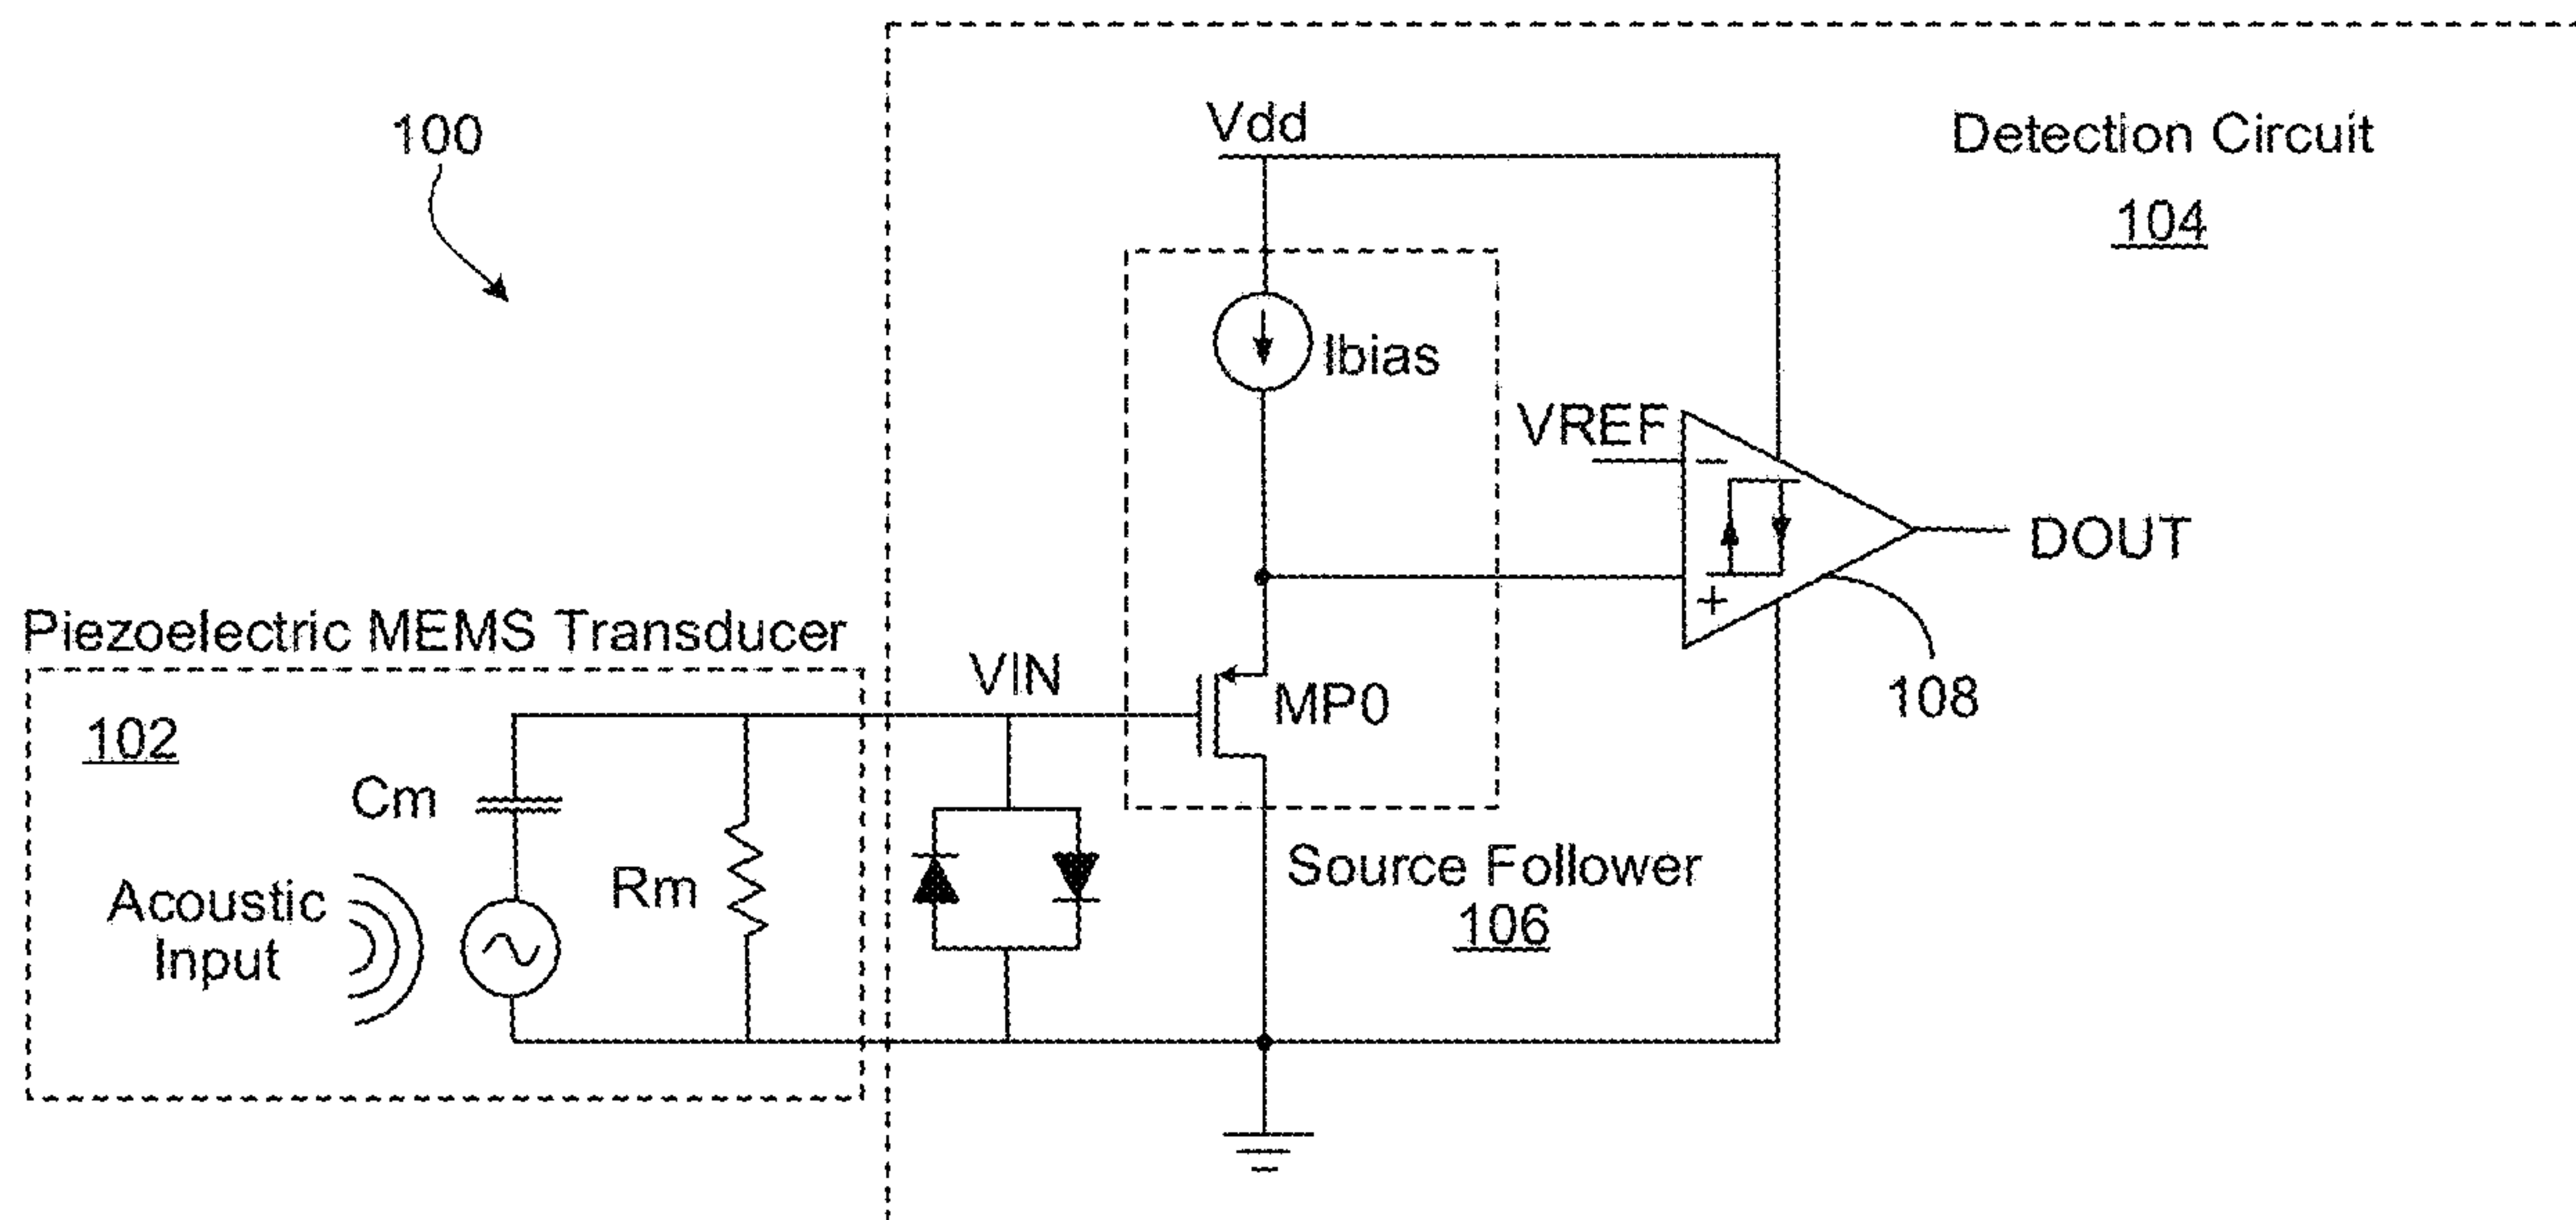 100
Vdd
Detection Circuit
104
Ibias
VREF
−
+
DOUT
108
Piezoelectric MEMS Transducer
102
VIN
MP0
Cm
Rm
Acoustic
Input
Source Follower
106